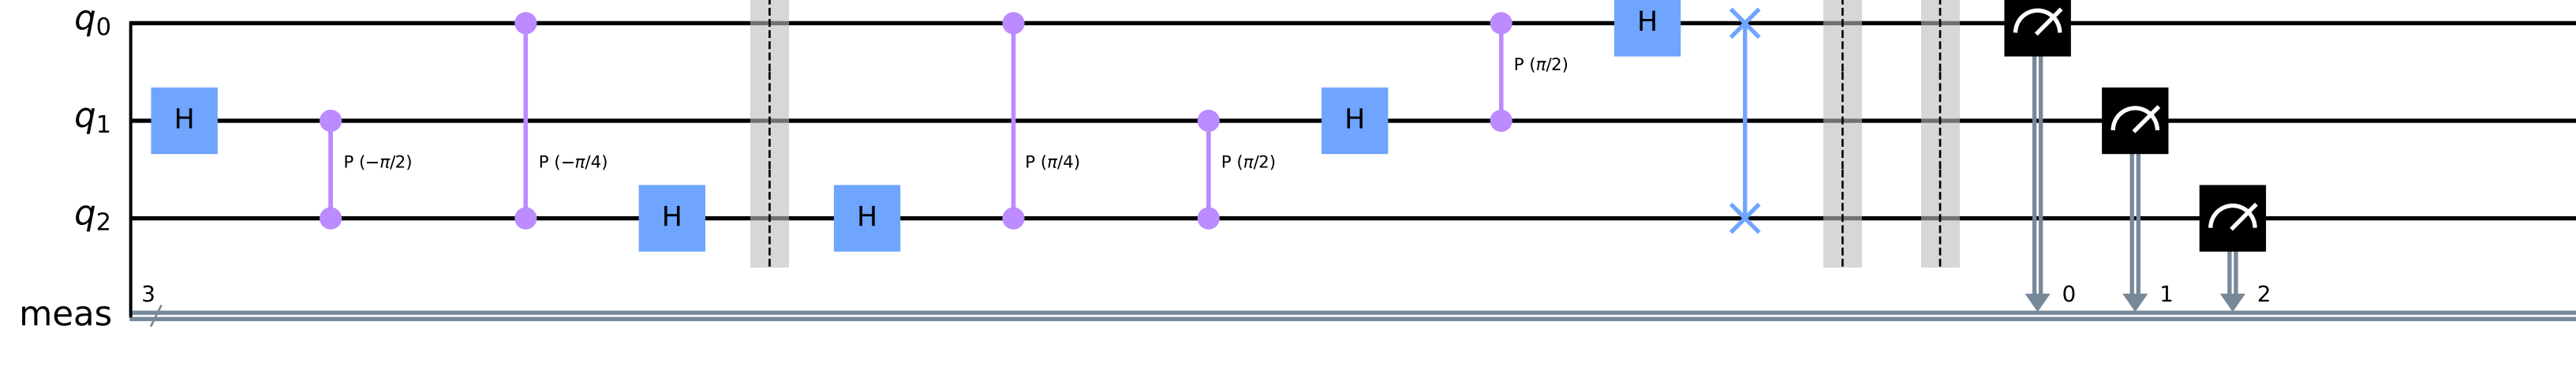 q0 H
P (π/2)
q1 H H
P (−π/2) P (−π/4) P (π/4) P (π/2)
q2 H H
3 0 1 2
meas